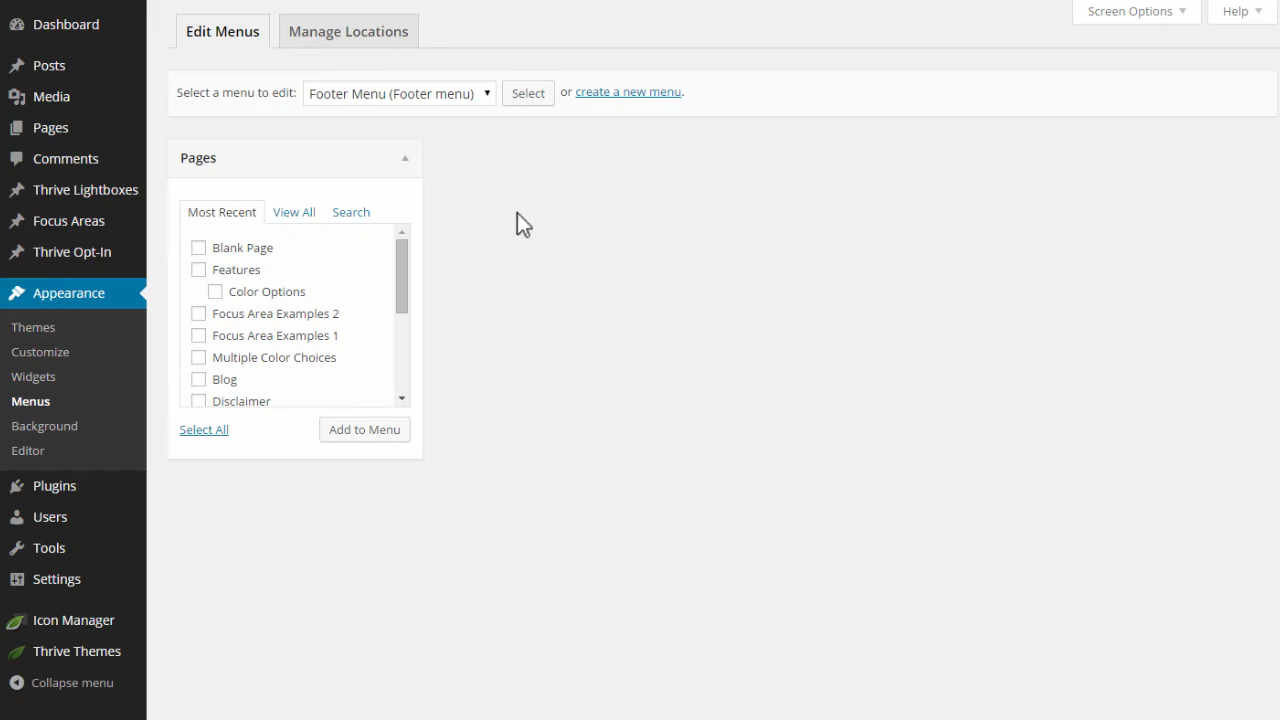 Dashboard
Posts
Media
Pages
Comments
Thrive Lightboxes
Focus Areas
Thrive Opt-In
Appearance
Themes
Customize
Widgets
Menus
Background
Editor
Plugins
Users
Tools
Settings
Icon Manager
Thrive Themes
Collapse menu
Screen Options
Help
Edit Menus
Manage Locations
Select a menu to edit: Footer Menu (Footer menu) Select or create a new menu.
Pages
Most Recent View All Search
Blank Page
Features
Color Options
Focus Area Examples 2
Focus Area Examples 1
Multiple Color Choices
Blog
Disclaimer
Select All Add to Menu